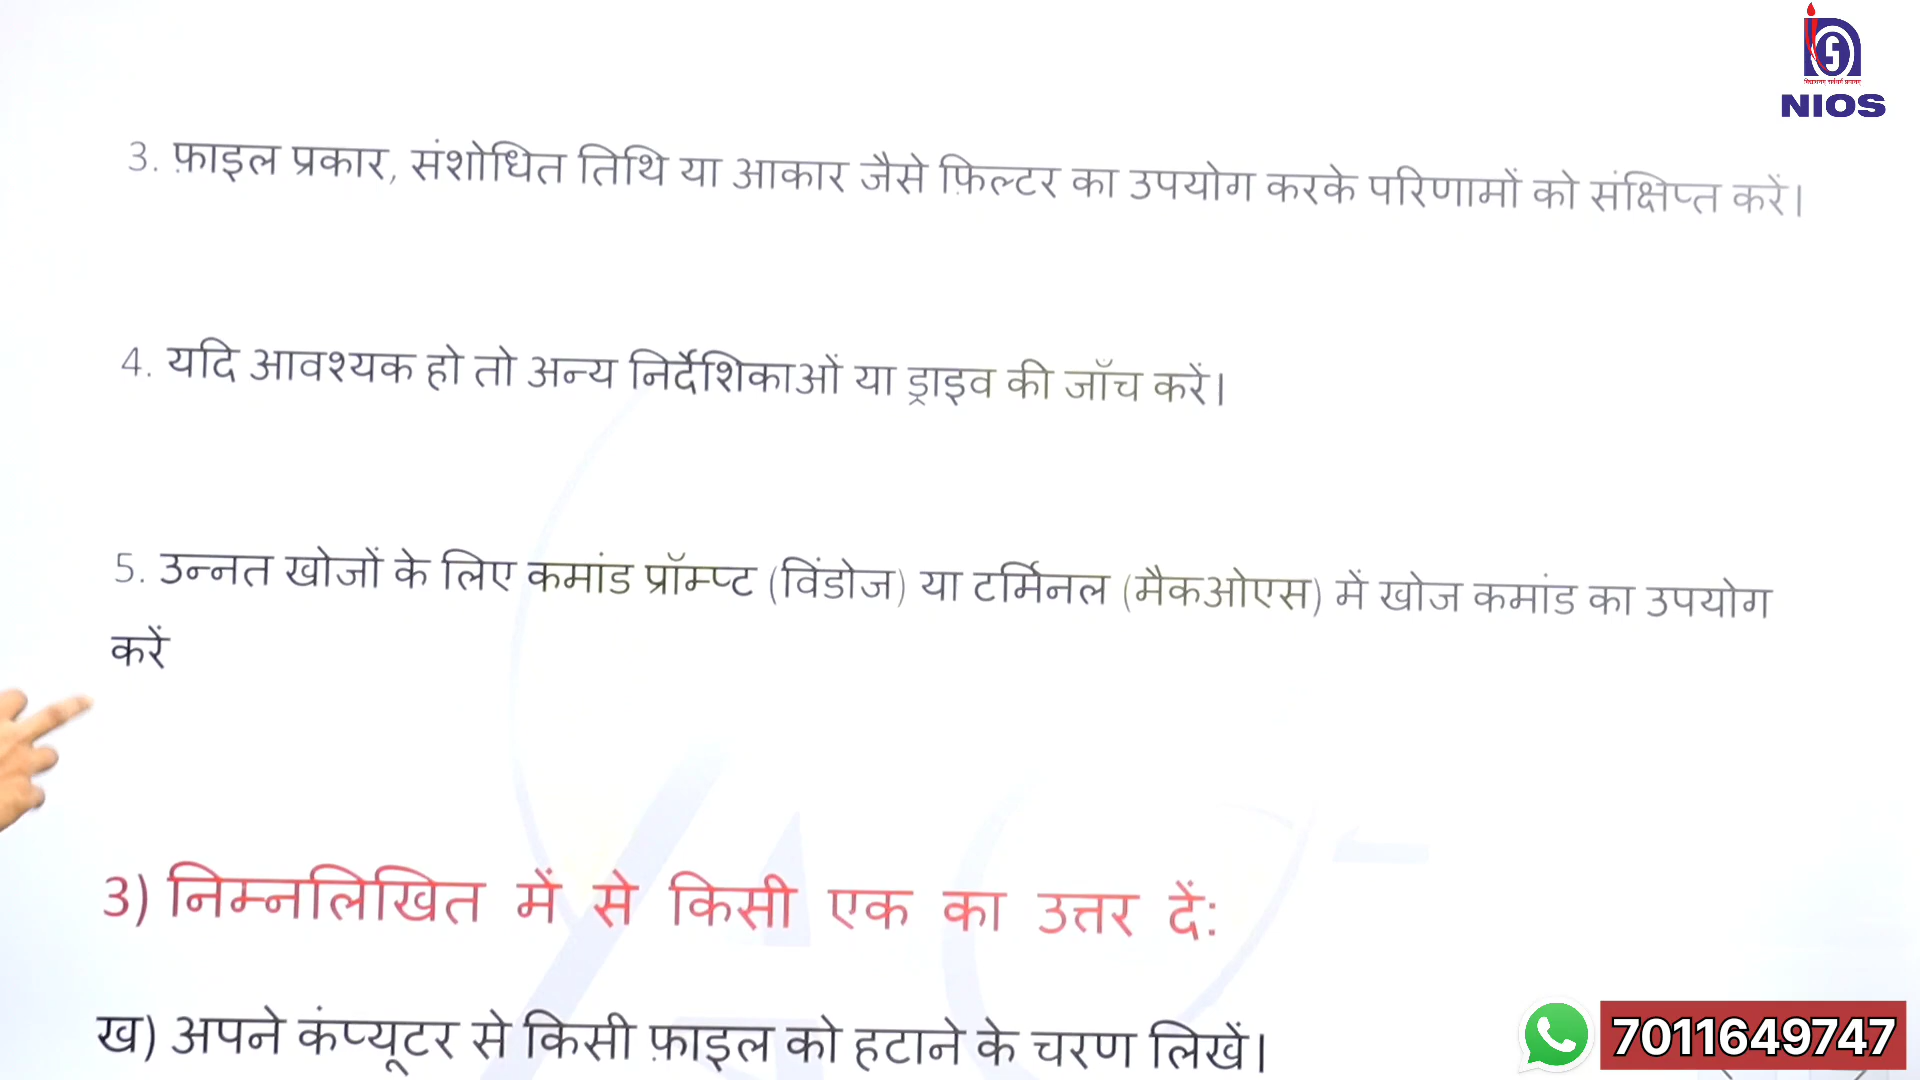 NIOS
3. फ़ाइल प्रकार, संशोधित तिथि या आकार जैसे फ़िल्टर का उपयोग करके परिणामों को संक्षिप्त करें।
4. यदि आवश्यक हो तो अन्य निर्देशिकाओं या ड्राइव की जाँच करें।
5. उन्नत खोजों के लिए कमांड प्रॉम्प्ट (विंडोज) या टर्मिनल (मैकओएस) में खोज कमांड का उपयोग
करें
3) निम्नलिखित में से किसी एक का उत्तर दें:
ख) अपने कंप्यूटर से किसी फ़ाइल को हटाने के चरण लिखें।
7011649747